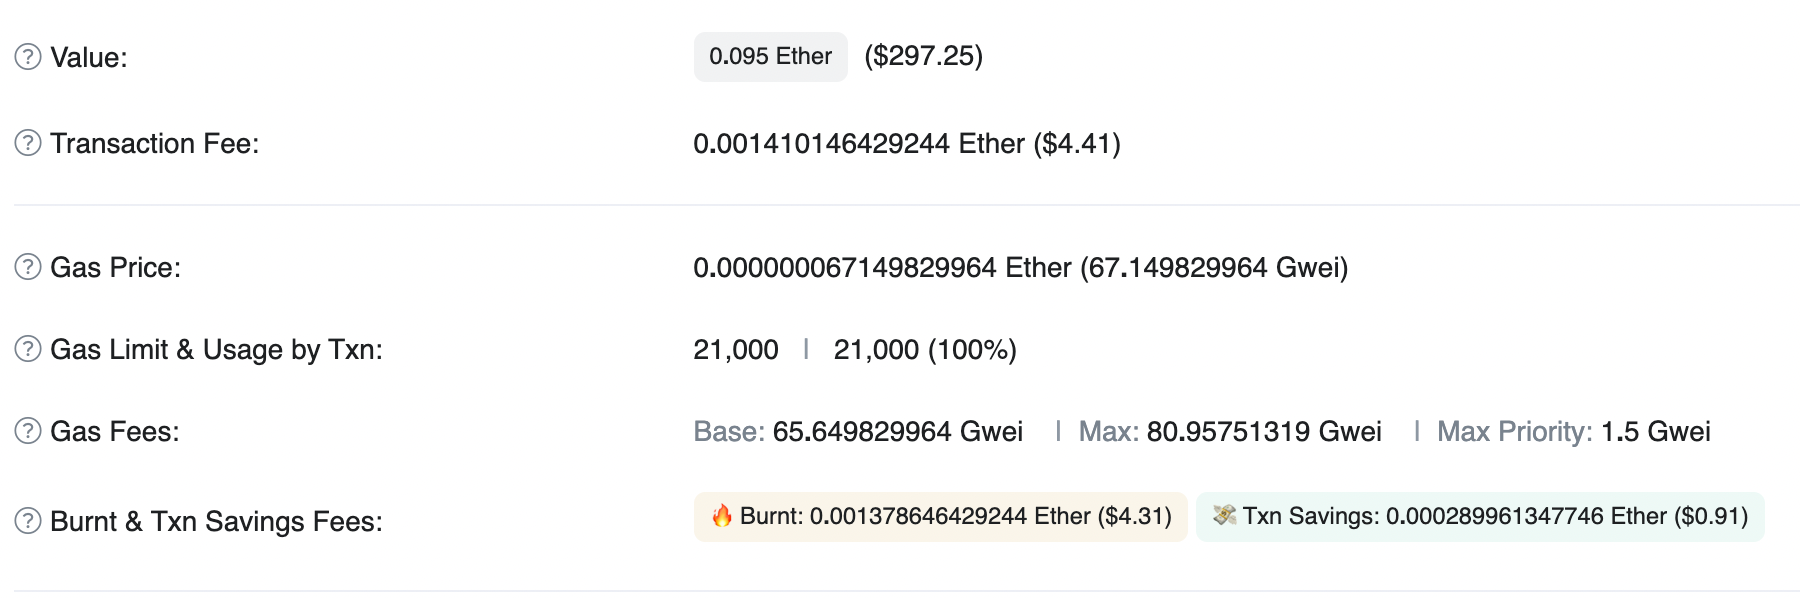 Value: 0.095 Ether ($297.25)
Transaction Fee: 0.001410146429244 Ether ($4.41)
Gas Price: 0.000000067149829964 Ether (67.149829964 Gwei)
Gas Limit & Usage by Txn: 21,000 | 21,000 (100%)
Gas Fees: Base: 65.649829964 Gwei | Max: 80.95751319 Gwei | Max Priority: 1.5 Gwei
Burnt & Txn Savings Fees: 🔥 Burnt: 0.001378646429244 Ether ($4.31) 💸 Txn Savings: 0.000289961347746 Ether ($0.91)